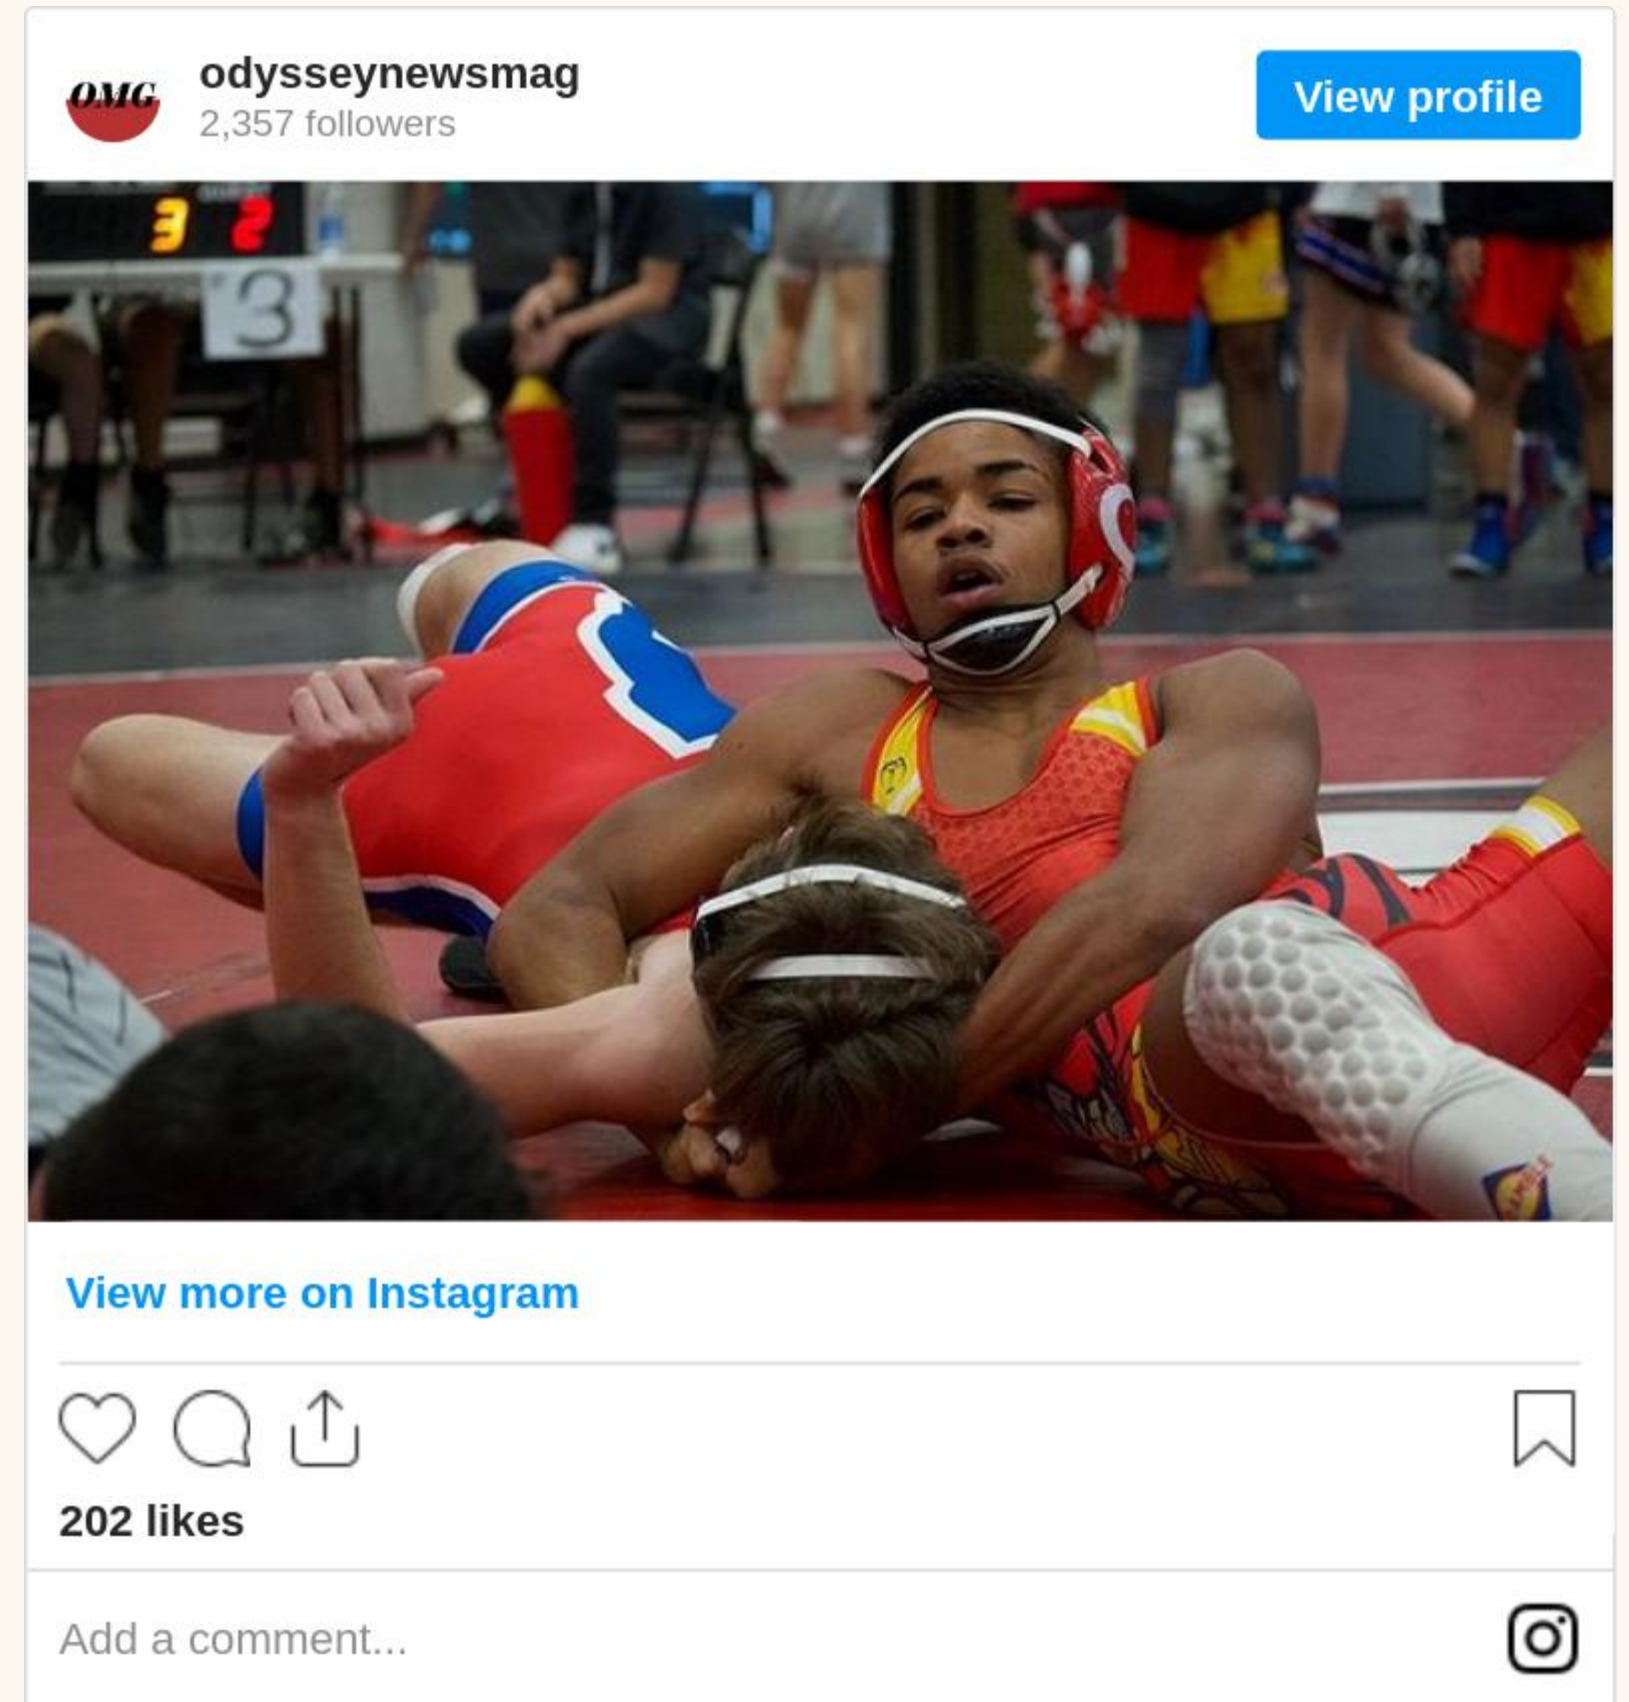 OMG
odysseynewsmag
2,357 followers
View profile
3 2
3
View more on Instagram
202 likes
Add a comment...